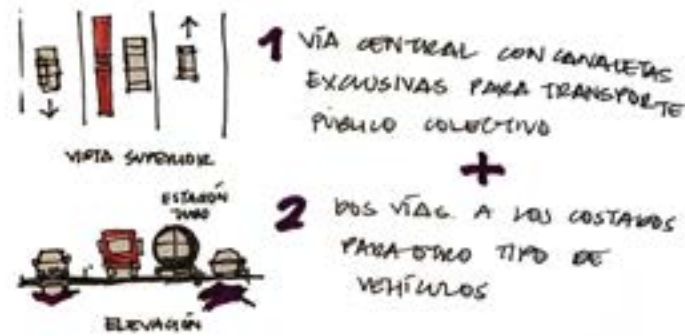 1 VÍA CENTRAL CON CANALETAS
EXCLUSIVAS PARA TRANSPORTE
PÚBLICO COLECTIVO
VISTA SUPERIOR
+
ESTACIÓN
TUBO
2 DOS VÍAS A LOS COSTADOS
PARA OTRO TIPO DE
VEHÍCULOS
ELEVACIÓN